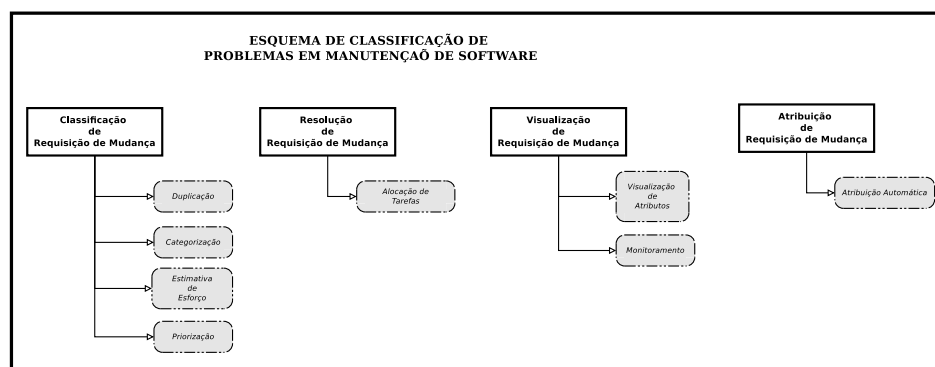 ESQUEMA DE CLASSIFICAÇÃO DE
PROBLEMAS EM MANUTENÇAÕ DE SOFTWARE
Classificação
de
Requisição de Mudança
Duplicação
Categorização
Estimativa
de
Esforço
Priorização
Resolução
de
Requisição de Mudança
Alocação de
Tarefas
Visualização
de
Requisição de Mudança
Visualização
de
Atributos
Monitoramento
Atribuição
de
Requisição de Mudança
Atribuição Automática